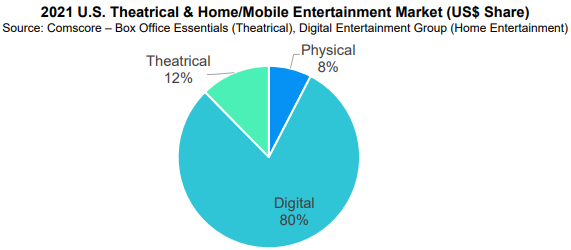 2021 U.S. Theatrical & Home/Mobile Entertainment Market (US$ Share)
Source: Comscore – Box Office Essentials (Theatrical), Digital Entertainment Group (Home Entertainment)
Physical
8%
Theatrical
12%
Digital
80%